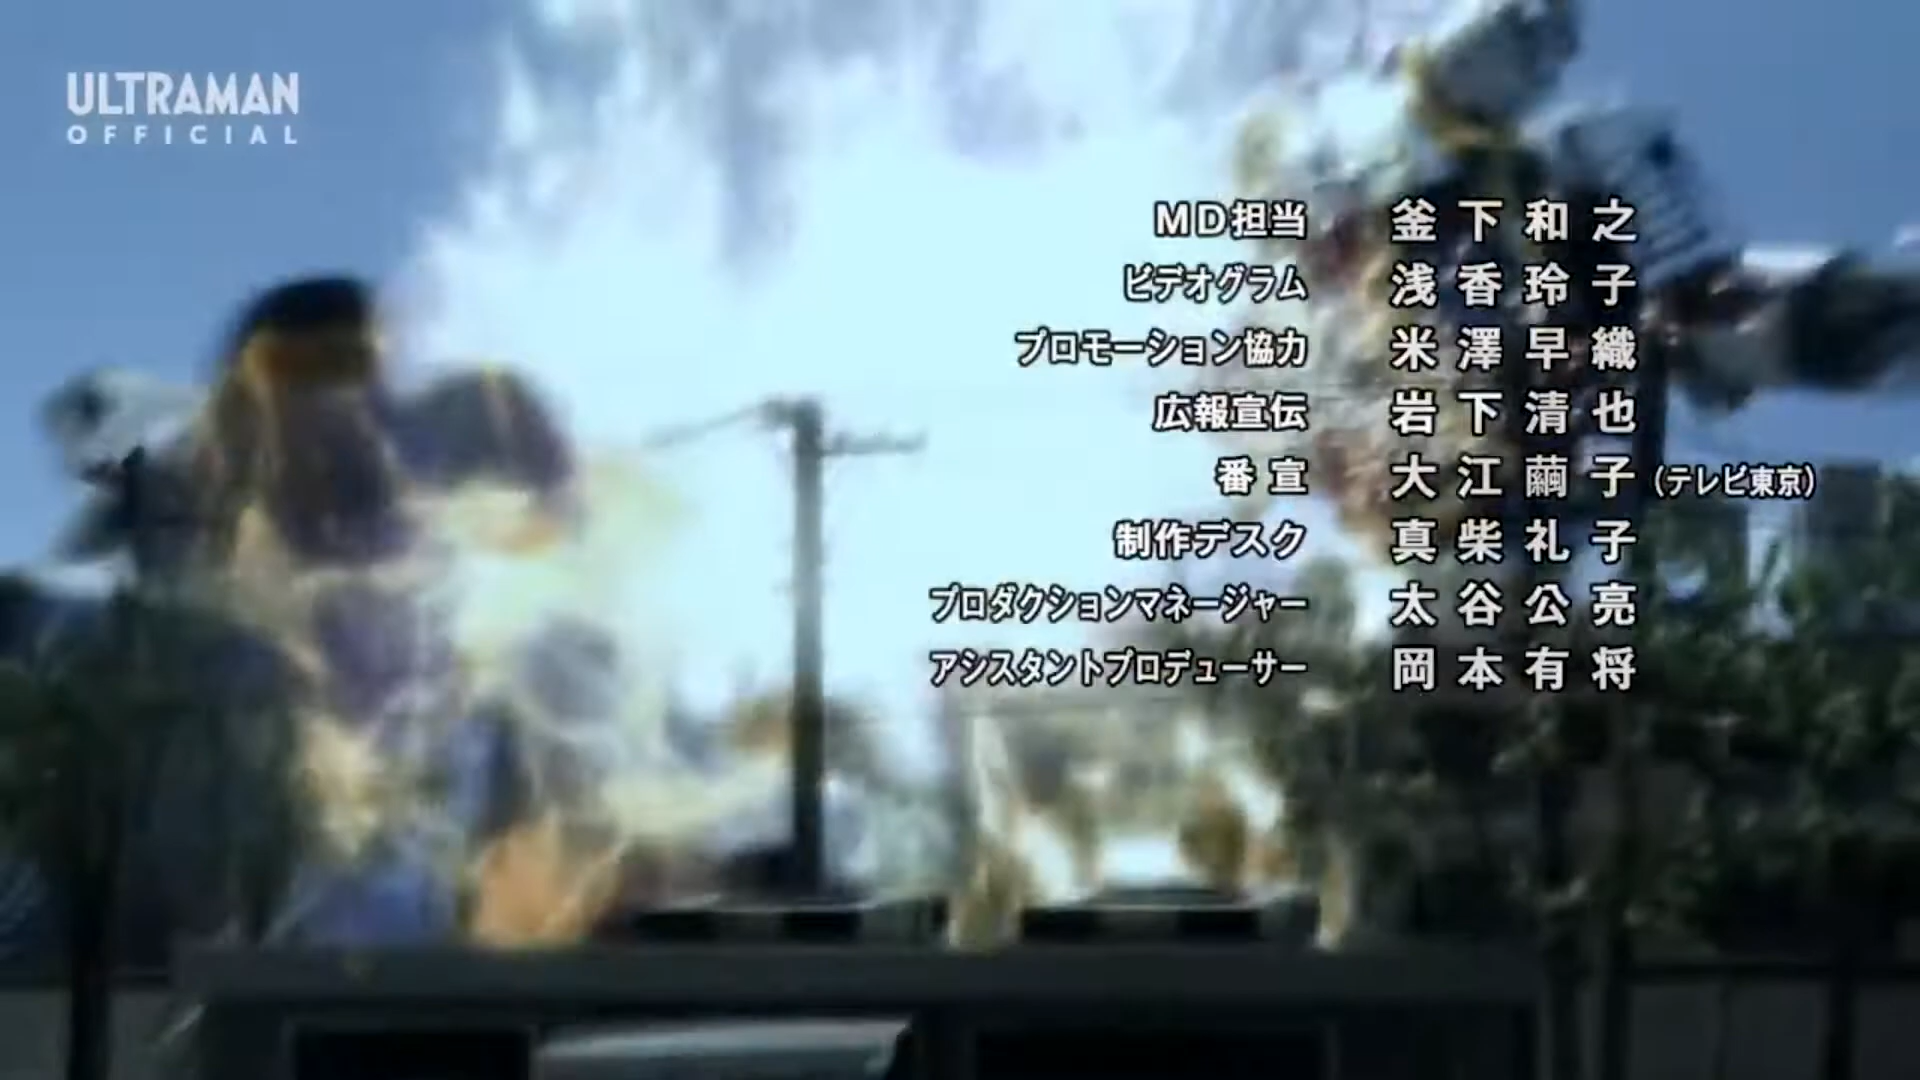 ULTRAMAN
OFFICIAL
MD担当 釜下和之
ビデオグラム 浅香玲子
プロモーション協力 米澤早織
広報宣伝 岩下清也
番宣 大江繭子(テレビ東京)
制作デスク 真柴礼子
プロダクションマネージャー 太谷公亮
アシスタントプロデューサー 岡本有将